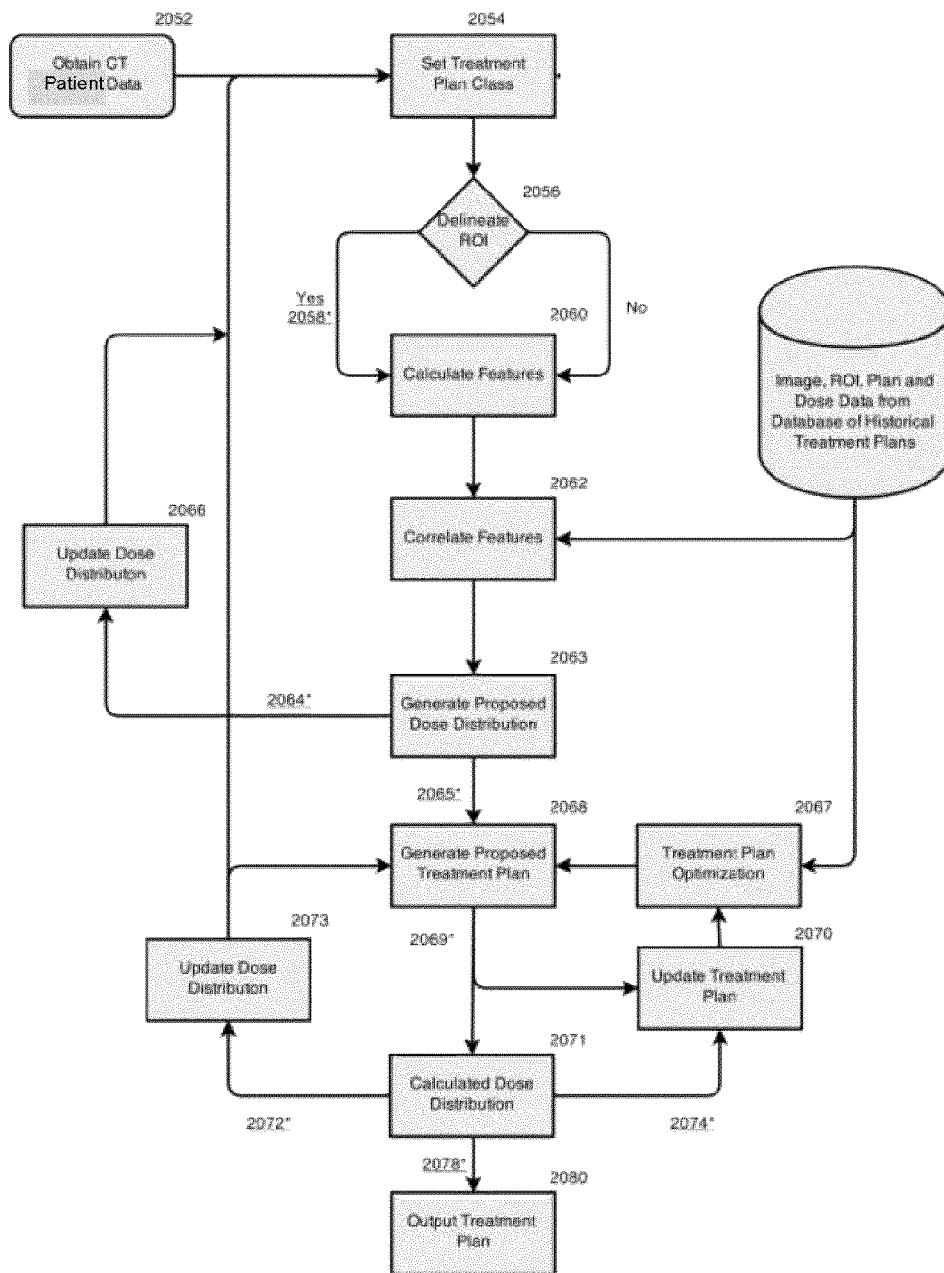 2052
Obtain CT
Patient Data
2054
Set Treatment
Plan Class
2056
Delineate
ROI
Yes
2058*
No
2060
Calculate Features
Image, ROI, Plan and
Dose Data from
Database of Historical
Treatment Plans
2062
Correlate Features
2066
Update Dose
Distributon
2063
Generate Proposed
Dose Distribution
2064*
2065*
2068
Generate Proposed
Treatment Plan
2067
Treatment Plan
Optimization
2073
Update Dose
Distributon
2069*
2070
Update Treatment
Plan
2071
Calculated Dose
Distribution
2072*
2074*
2078*
2080
Output Treatment
Plan